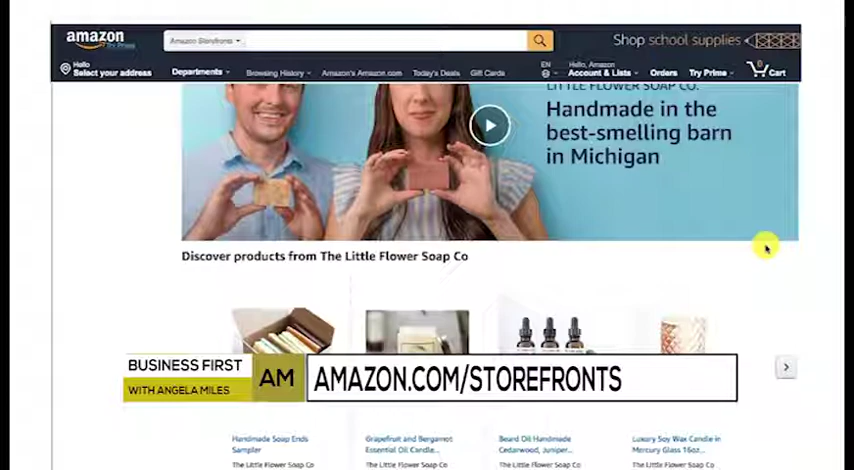 amazon
Try Prime
Amazon Storefronts
Shop school supplies
Hello
Select your address
Departments
Browsing History
Amazon's Amazon.com
Today's Deals
Gift Cards
EN
Hello, Amazon
Account & Lists
Orders
Try Prime
0
Cart
LITTLE FLOWER SOAP CO.
Handmade in the
best-smelling barn
in Michigan
Discover products from The Little Flower Soap Co
BUSINESS FIRST
WITH ANGELA MILES
AM
AMAZON.COM/STOREFRONTS
Handmade Soap Ends
Sampler
The Little Flower Soap Co
Grapefruit and Bergamot
Essential Oil Candle...
The Little Flower Soap Co
Beard Oil Handmade
Cedarwood, Juniper...
The Little Flower Soap Co
Luxury Soy Wax Candle in
Mercury Glass 16oz...
The Little Flower Soap Co